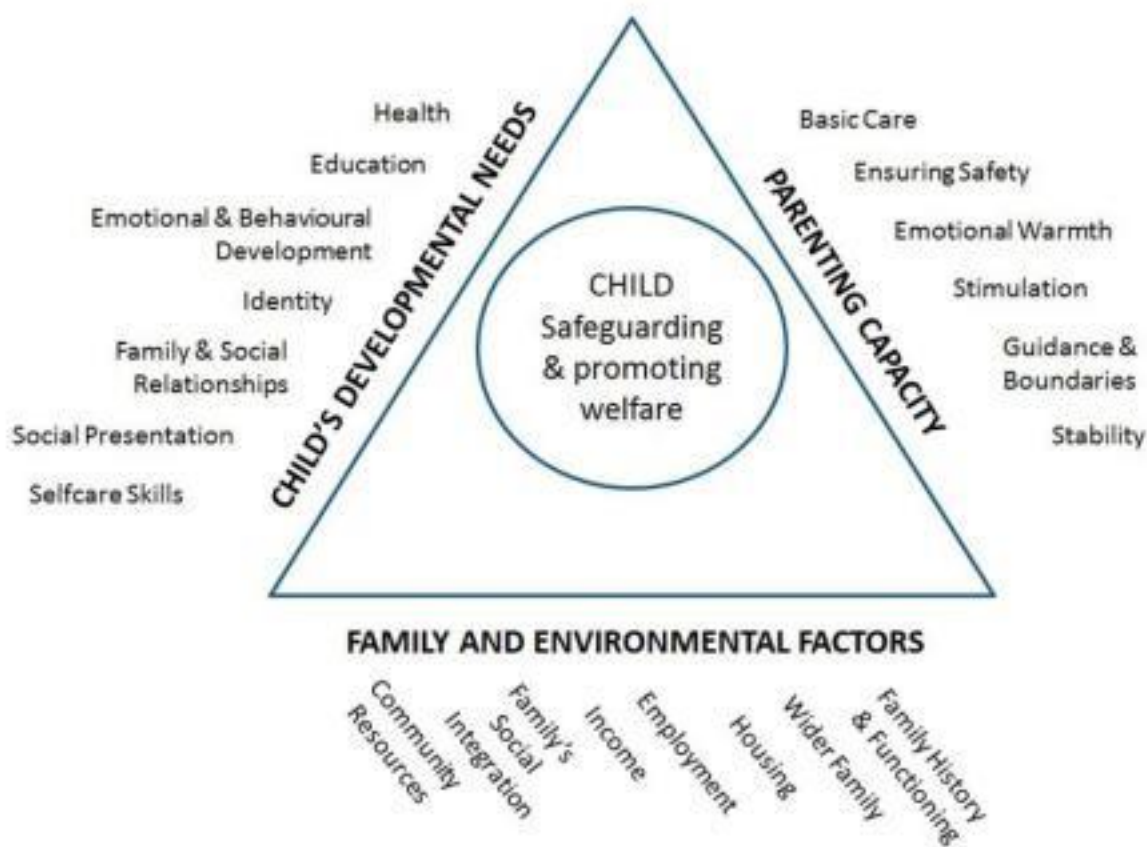 Health
Education
Emotional & Behavioural
Development
Identity
Family & Social
Relationships
Social Presentation
Selfcare Skills
CHILD'S DEVELOPMENTAL NEEDS
CHILD
Safeguarding
& promoting
welfare
PARENTING CAPACITY
Basic Care
Ensuring Safety
Emotional Warmth
Stimulation
Guidance &
Boundaries
Stability
FAMILY AND ENVIRONMENTAL FACTORS
Community
Resources
Family's
Social
Integration
Income
Employment
Housing
Wider Family
Family History
& Functioning